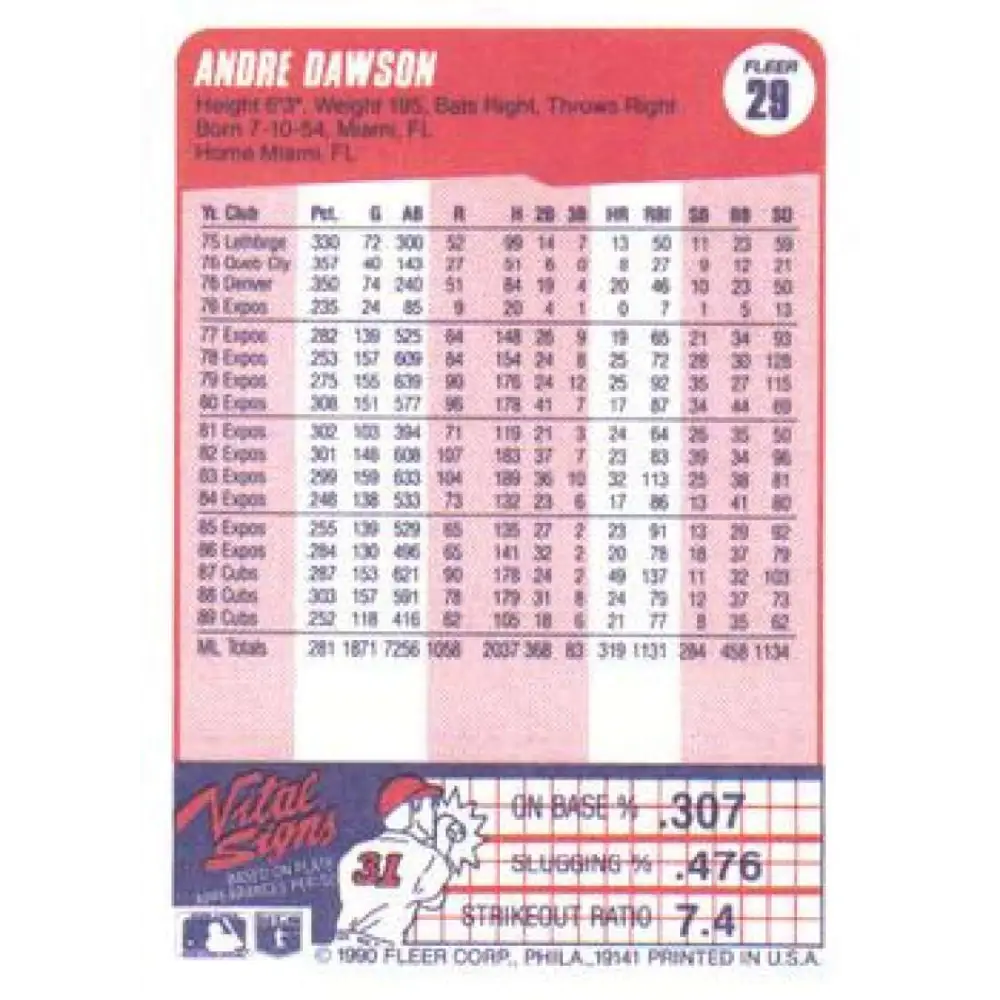 ANDRE DAWSON
FLEER
29
Height 6'3", Weight 195, Bats Right, Throws Right
Born 7-10-54, Miami, FL
Home Miami, FL
Yr. Club Pct. G AB R H 2B 3B HR RBI SB BB SO
75 Lethbrge .330 72 300 52 99 14 7 13 50 11 23 59
76 Queb Cty .357 40 143 27 51 6 0 8 27 9 12 21
76 Denver .350 74 240 51 84 19 4 20 46 10 23 50
76 Expos .235 24 85 9 20 4 1 0 7 1 5 13
77 Expos .282 139 525 64 148 26 9 19 65 21 34 93
78 Expos .253 157 609 84 154 24 8 25 72 28 30 128
79 Expos .275 155 639 90 176 24 12 25 92 35 27 115
80 Expos .308 151 577 96 178 41 7 17 87 34 44 69
81 Expos .302 103 394 71 119 21 3 24 64 26 35 50
82 Expos .301 148 608 107 183 37 7 23 83 39 34 96
83 Expos .299 159 633 104 189 36 10 32 113 25 38 81
84 Expos .248 138 533 73 132 23 6 17 86 13 41 80
85 Expos .255 139 529 65 135 27 2 23 91 13 29 92
86 Expos .284 130 496 65 141 32 2 20 78 18 37 79
87 Cubs .287 153 621 90 178 24 2 49 137 11 32 103
88 Cubs .303 157 591 78 179 31 8 24 79 12 37 73
89 Cubs .252 118 416 62 105 18 6 21 77 8 35 62
ML Totals .281 1871 7256 1058 2037 368 83 319 1131 284 458 1134
Vital
Signs
BASED ON PLATE
31
ON BASE % .307
SLUGGING % .476
STRIKEOUT RATIO 7.4
© 1990 FLEER CORP., PHILA., 19141 PRINTED IN U.S.A.